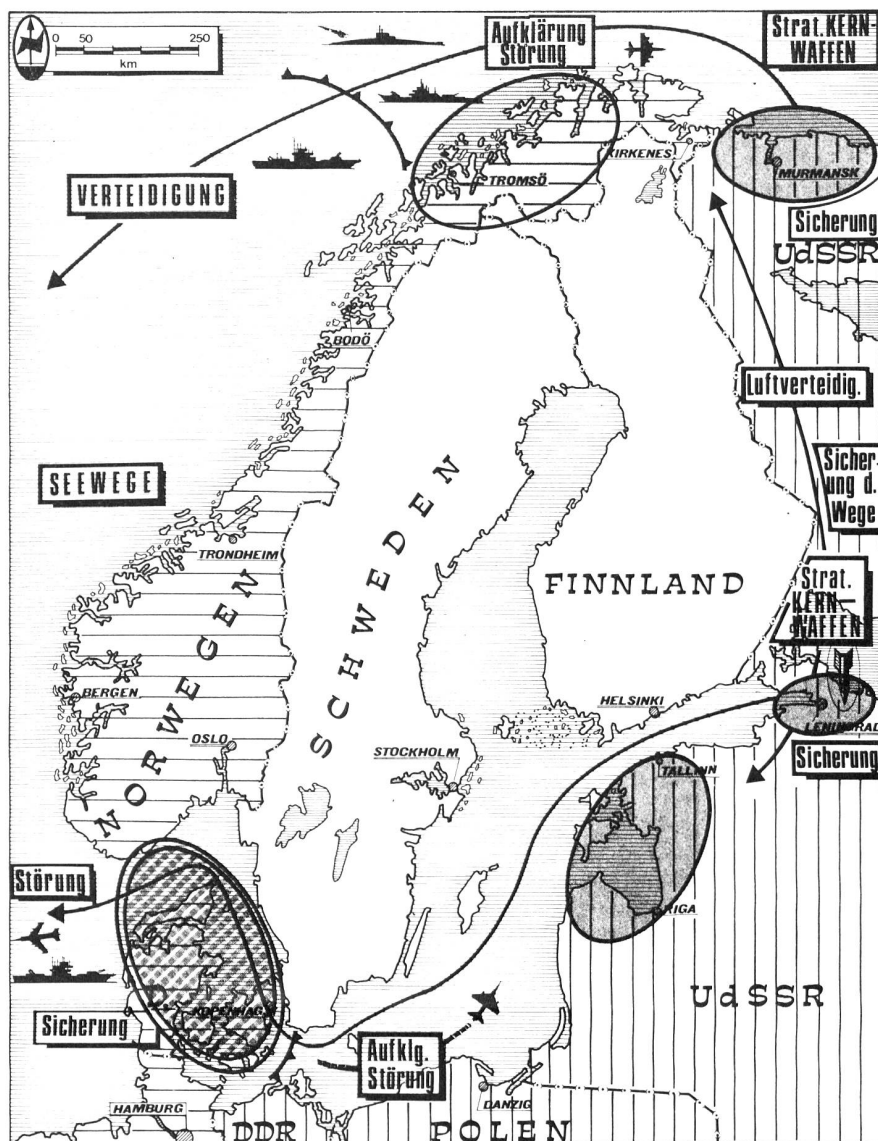 0 50 250
km
Aufklärung
Störung
Strat. KERN-
WAFFEN
KIRKENES
MURMANSK
TROMSÖ
VERTEIDIGUNG
Sicherung
UdSSR
BODÖ
Luftverteidig.
SEEWEGE
Sicher-
ung d.
Wege
TRONDHEIM
NORWEGEN
SCHWEDEN
FINNLAND
Strat.
KERN-
WAFFEN
BERGEN
HELSINKI
OSLO
STOCKHOLM
LENINGRAD
TALLINN
Sicherung
Störung
RIGA
UdSSR
KOPENHAG
Sicherung
Aufklg.
Störung
HAMBURG
DANZIG
DDR
POLEN